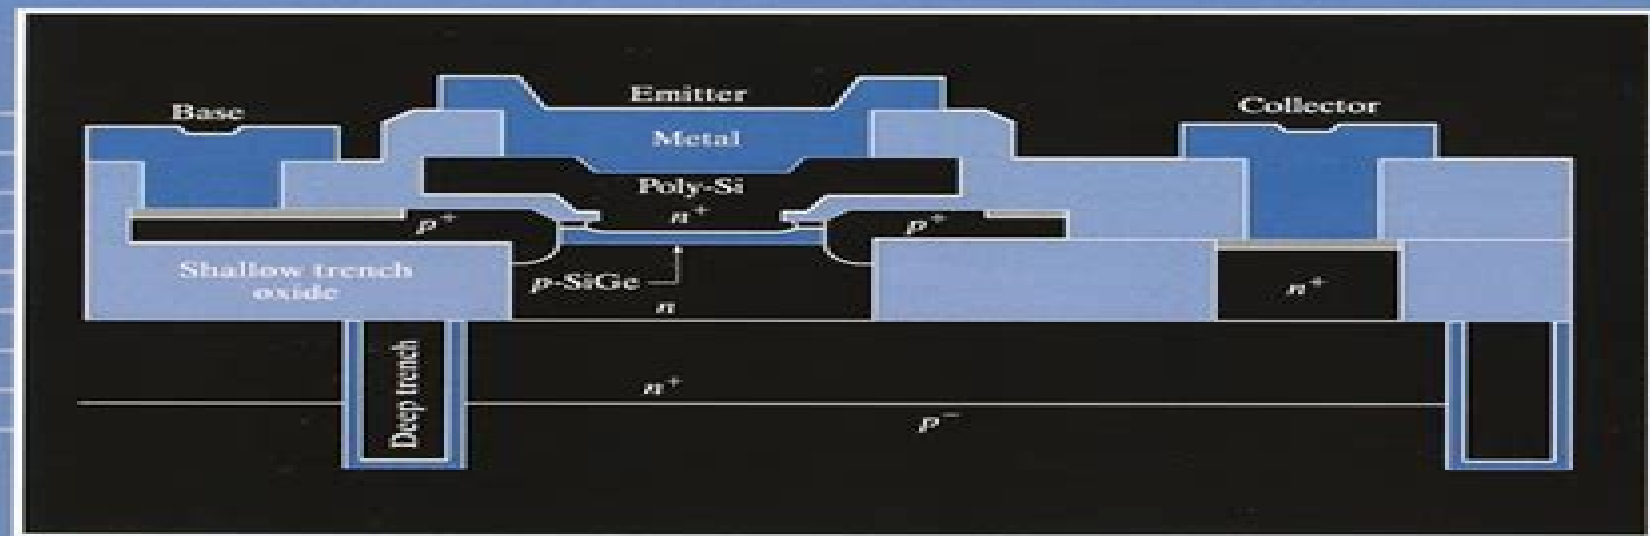 Base
Emitter
Collector
Metal
Poly-Si
n+
p+
p+
Shallow trench
oxide
p-SiGe
n
n+
Deep trench
n+
p−